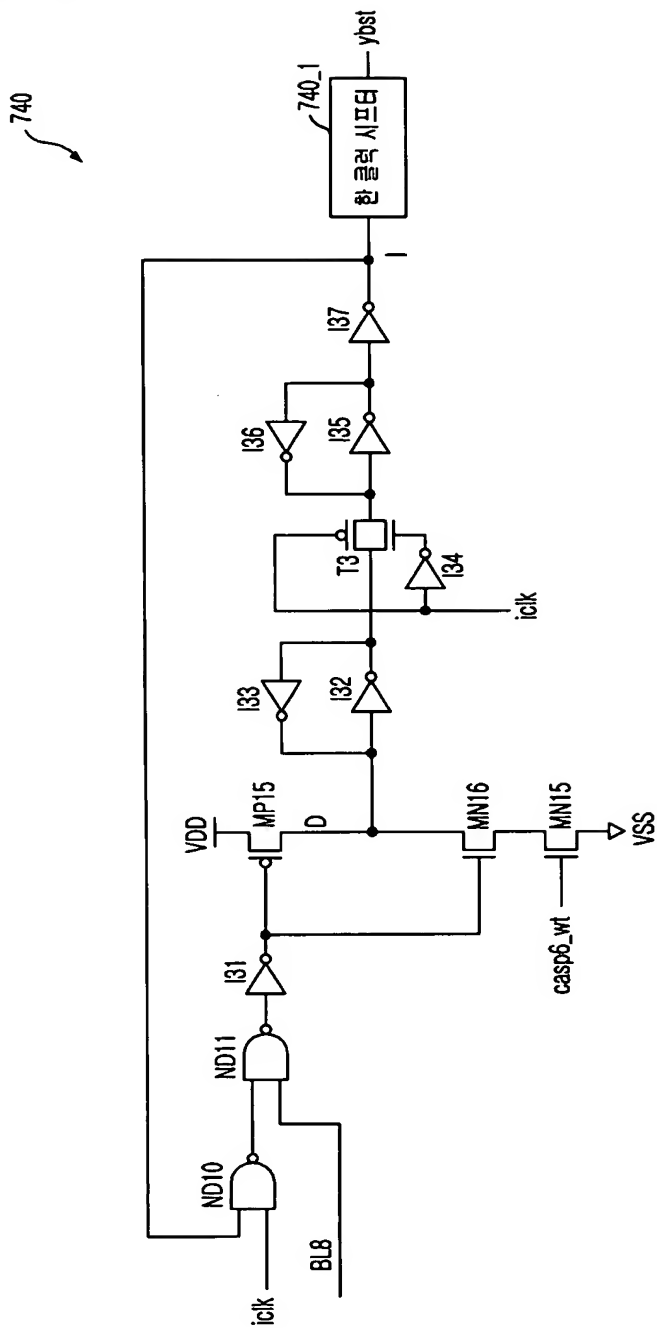 740
740_1
한클럭 시프터
ybst
I
I37
I36
I35
T3
I34
iclk
I33
I32
VDD
MP15
D
MN16
MN15
VSS
casp6_wt
I31
ND11
ND10
BL8
iclk